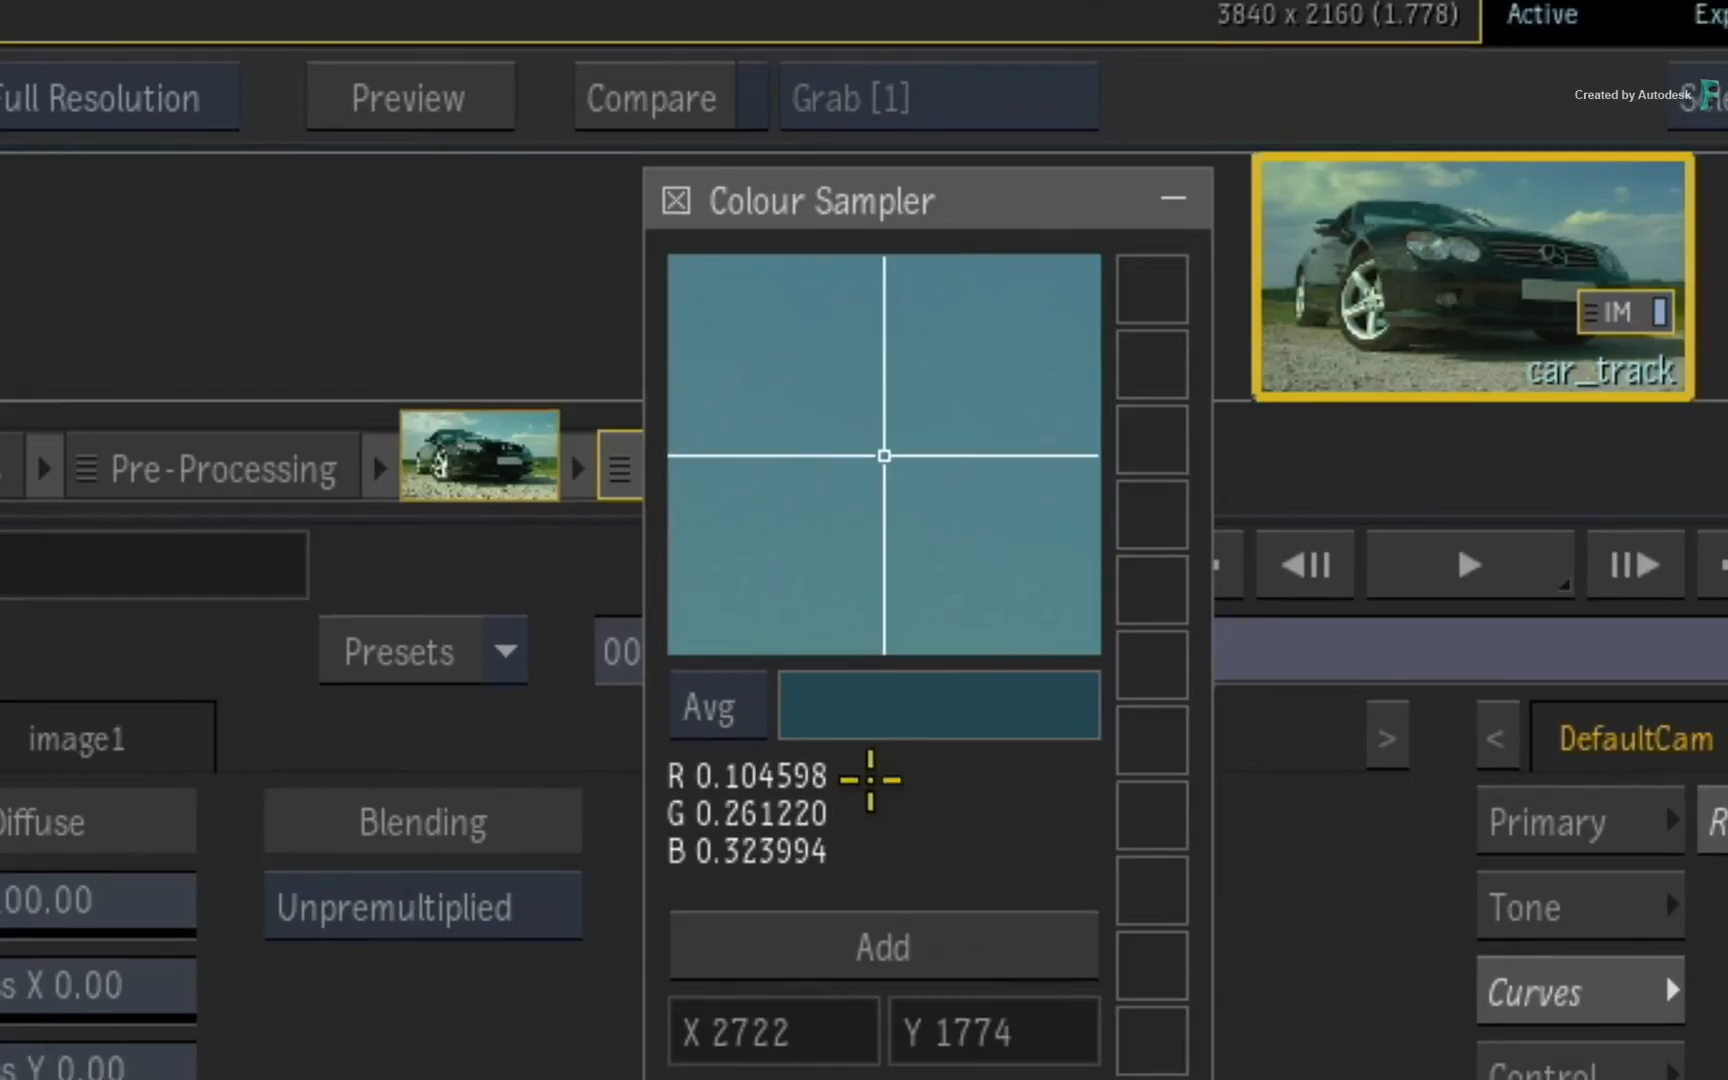 3840 x 2160 (1.778)
Active
Full Resolution
Preview
Compare
Grab [1]
Created by Autodesk
Colour Sampler
IM
car_track
Pre-Processing
Presets
00
Avg
image1
> <
DefaultCam
R 0.104598
G 0.261220
B 0.323994
Diffuse
Blending
Primary
R
00.00
Unpremultiplied
Tone
Add
X 0.00
Curves
X 2722
Y 1774
Y 0.00
Control